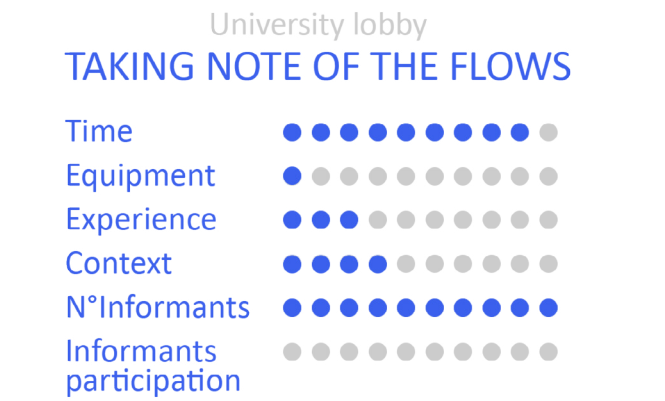 University lobby
TAKING NOTE OF THE FLOWS
Time
Equipment
Experience
Context
N°Informants
Informants
participation